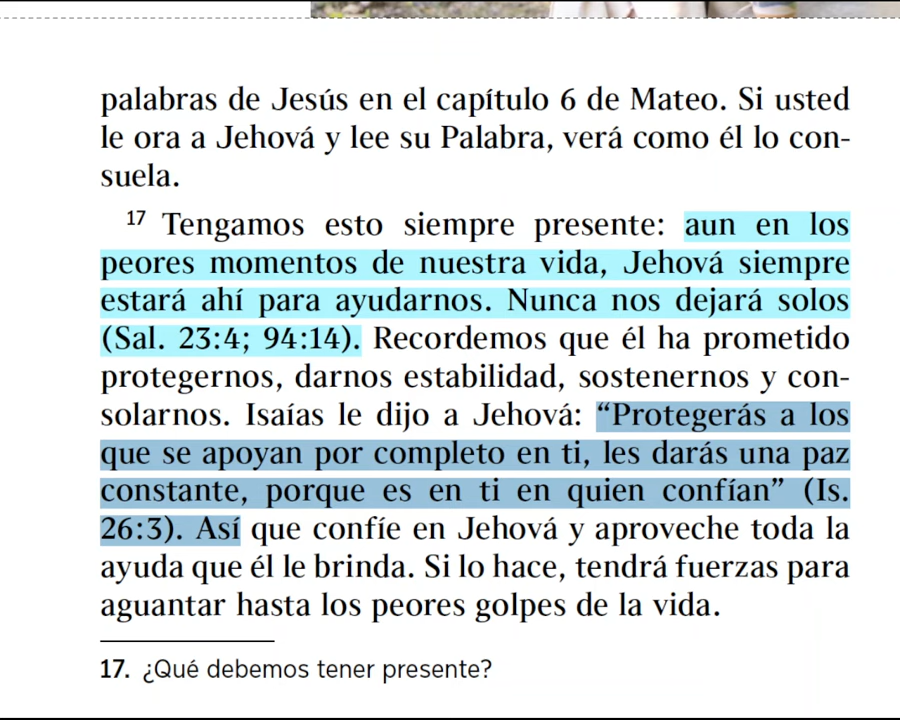 palabras de Jesús en el capítulo 6 de Mateo. Si usted
le ora a Jehová y lee su Palabra, verá como él lo con-
suela.
17 Tengamos esto siempre presente: aun en los
peores momentos de nuestra vida, Jehová siempre
estará ahí para ayudarnos. Nunca nos dejará solos
(Sal. 23:4; 94:14). Recordemos que él ha prometido
protegernos, darnos estabilidad, sostenernos y con-
solarnos. Isaías le dijo a Jehová: “Protegerás a los
que se apoyan por completo en ti, les darás una paz
constante, porque es en ti en quien confían” (Is.
26:3). Así que confíe en Jehová y aproveche toda la
ayuda que él le brinda. Si lo hace, tendrá fuerzas para
aguantar hasta los peores golpes de la vida.
17. ¿Qué debemos tener presente?